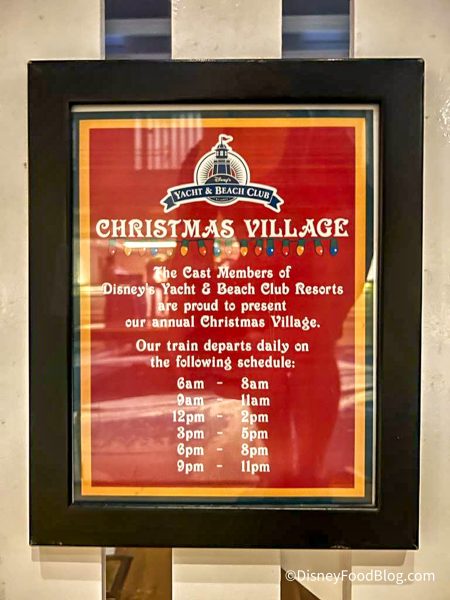 Disney's
YACHT & BEACH CLUB
CHRISTMAS VILLAGE
The Cast Members of
Disney's Yacht & Beach Club Resorts
are proud to present
our annual Christmas Village.
Our train departs daily on
the following schedule:
6am - 8am
9am - 11am
12pm - 2pm
3pm - 5pm
6pm - 8pm
9pm - 11pm
©DisneyFoodBlog.com